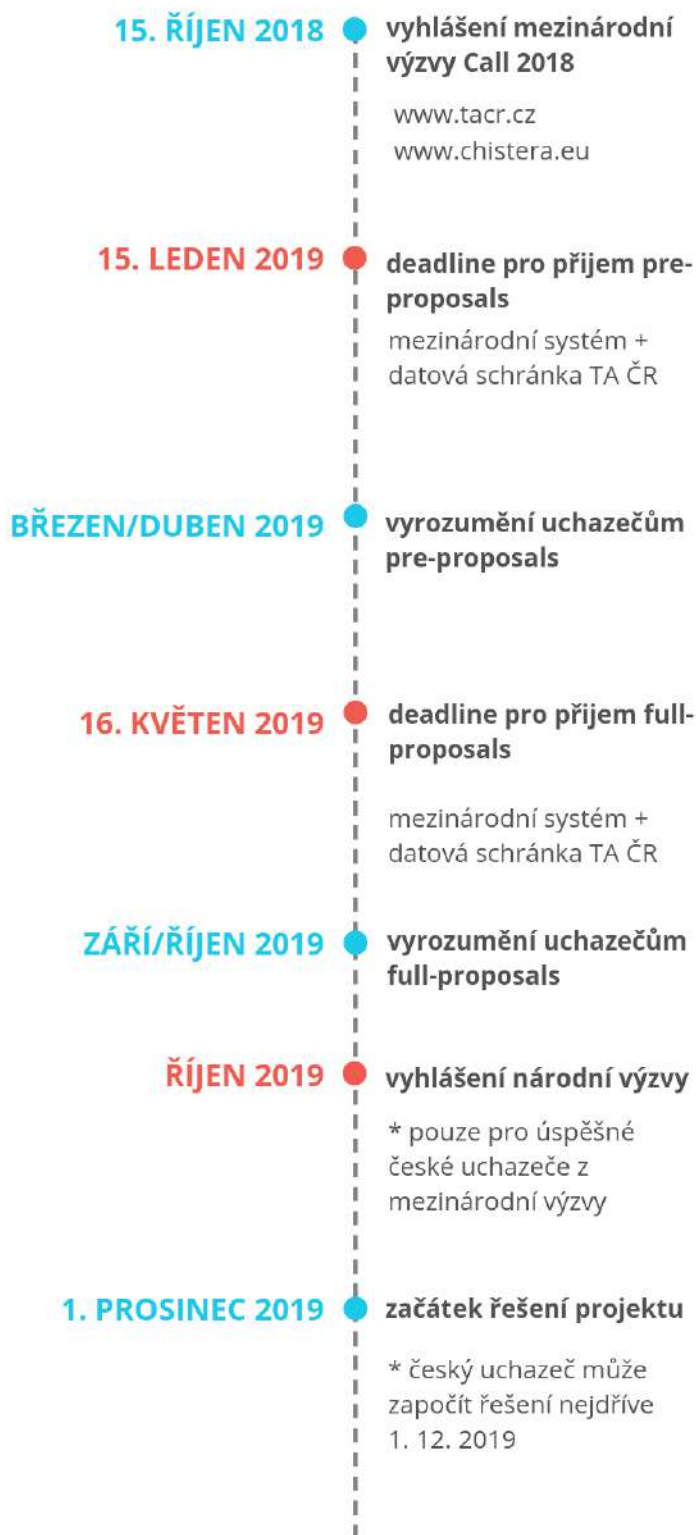 15. ŘÍJEN 2018
vyhlášení mezinárodní
výzvy Call 2018
www.tacr.cz
www.chistera.eu
15. LEDEN 2019
deadline pro přijem pre-
proposals
mezinárodní systém +
datová schránka TA ČR
BŘEZEN/DUBEN 2019
vyrozumění uchazečům
pre-proposals
16. KVĚTEN 2019
deadline pro přijem full-
proposals
mezinárodní systém +
datová schránka TA ČR
ZÁŘÍ/ŘÍJEN 2019
vyrozumění uchazečům
full-proposals
ŘÍJEN 2019
vyhlášení národní výzvy
* pouze pro úspěšné
české uchazeče z
mezinárodní výzvy
1. PROSINEC 2019
začátek řešení projektu
* český uchazeč může
započít řešení nejdříve
1. 12. 2019